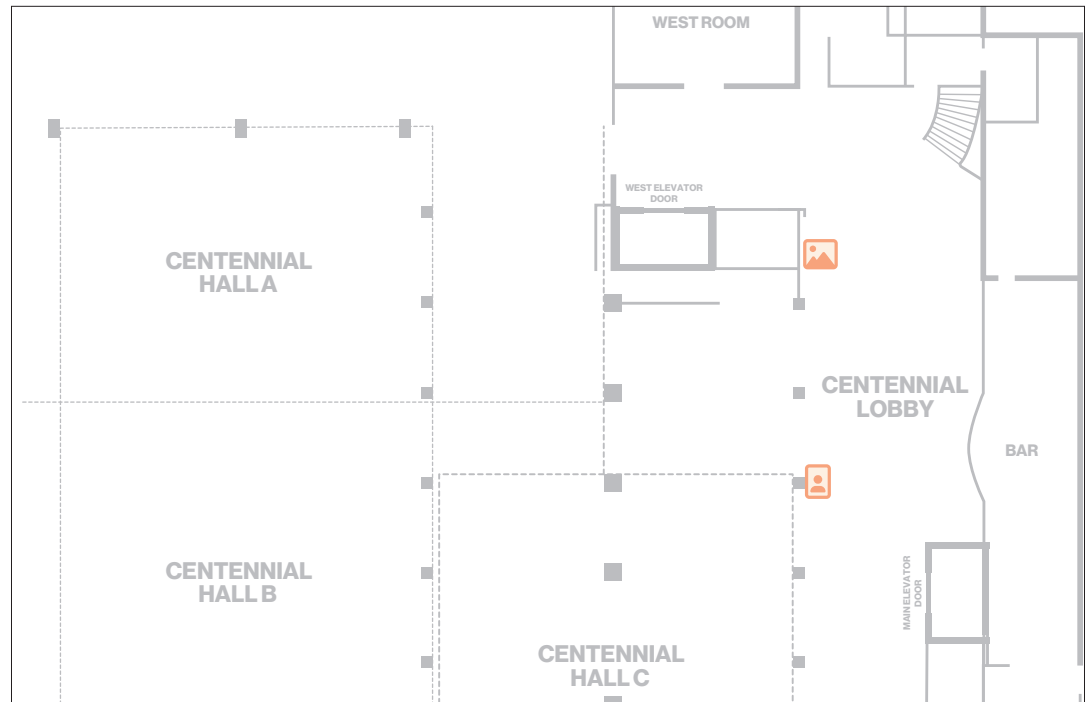 WEST ROOM
WEST ELEVATOR
DOOR
CENTENNIAL
HALL A
CENTENNIAL
LOBBY
BAR
CENTENNIAL
HALL B
MAIN ELEVATOR
DOOR
CENTENNIAL
HALL C